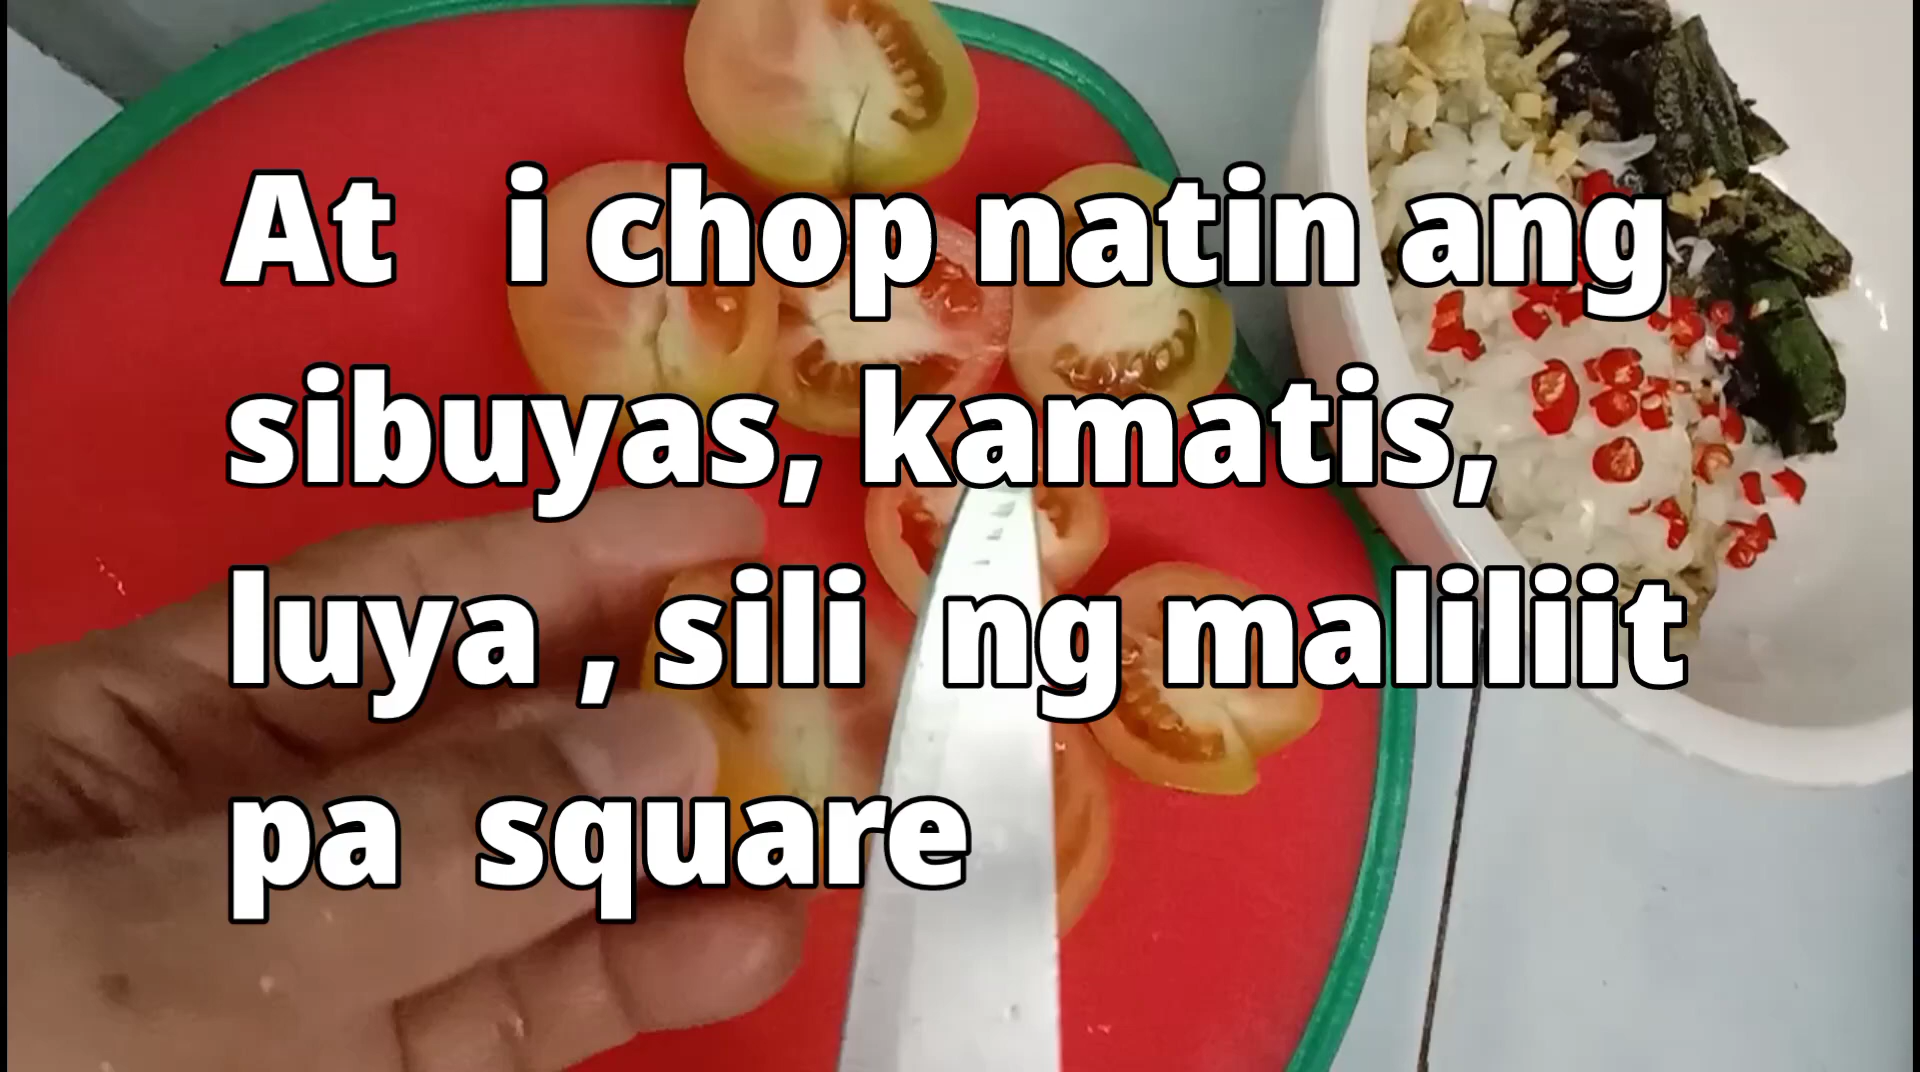 At i chop natin ang
sibuyas, kamatis,
luya , sili ng maliliit
pa square